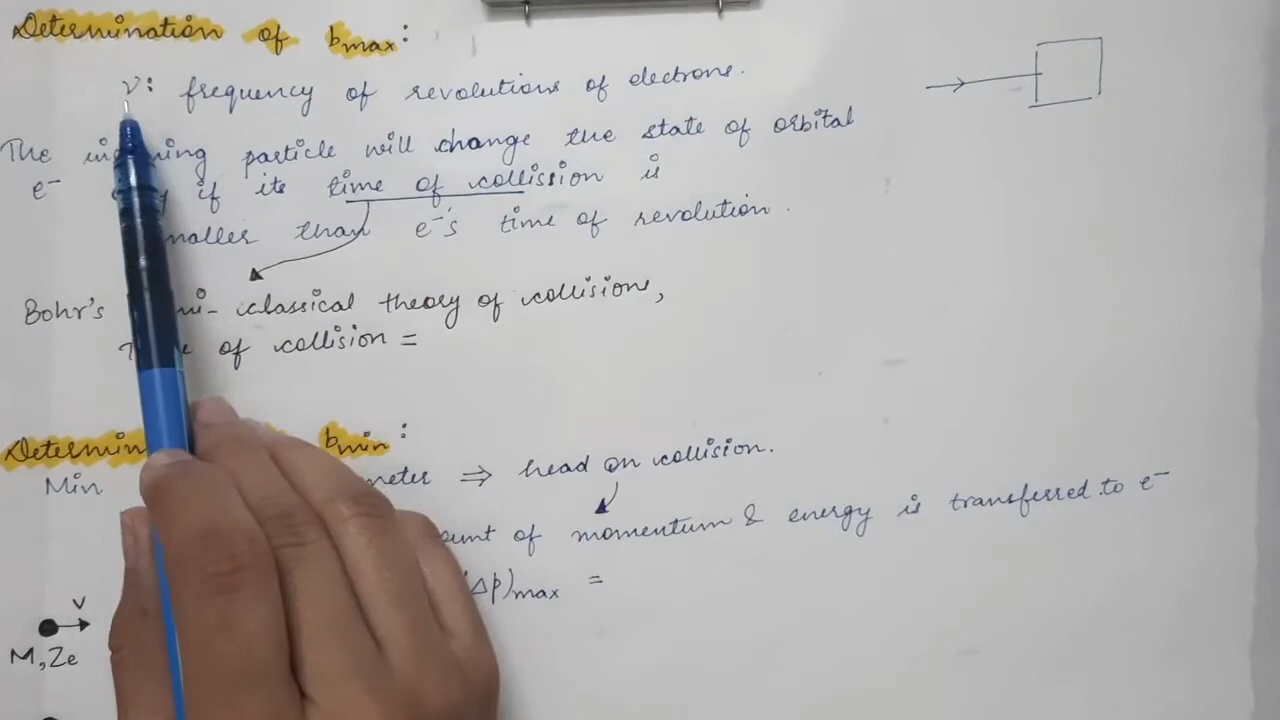 Determination of bmax:
ν: frequency of revolutions of electrons.
The particle will change the state of orbital
e⁻ if its time of collission is
than e⁻'s time of revolution.
Bohr's classical theory of collisions,
of collision =
bmin:
Min ⇒ head on collision.
of momentum & energy is transferred to e⁻
Δp)max =
v
M, Ze